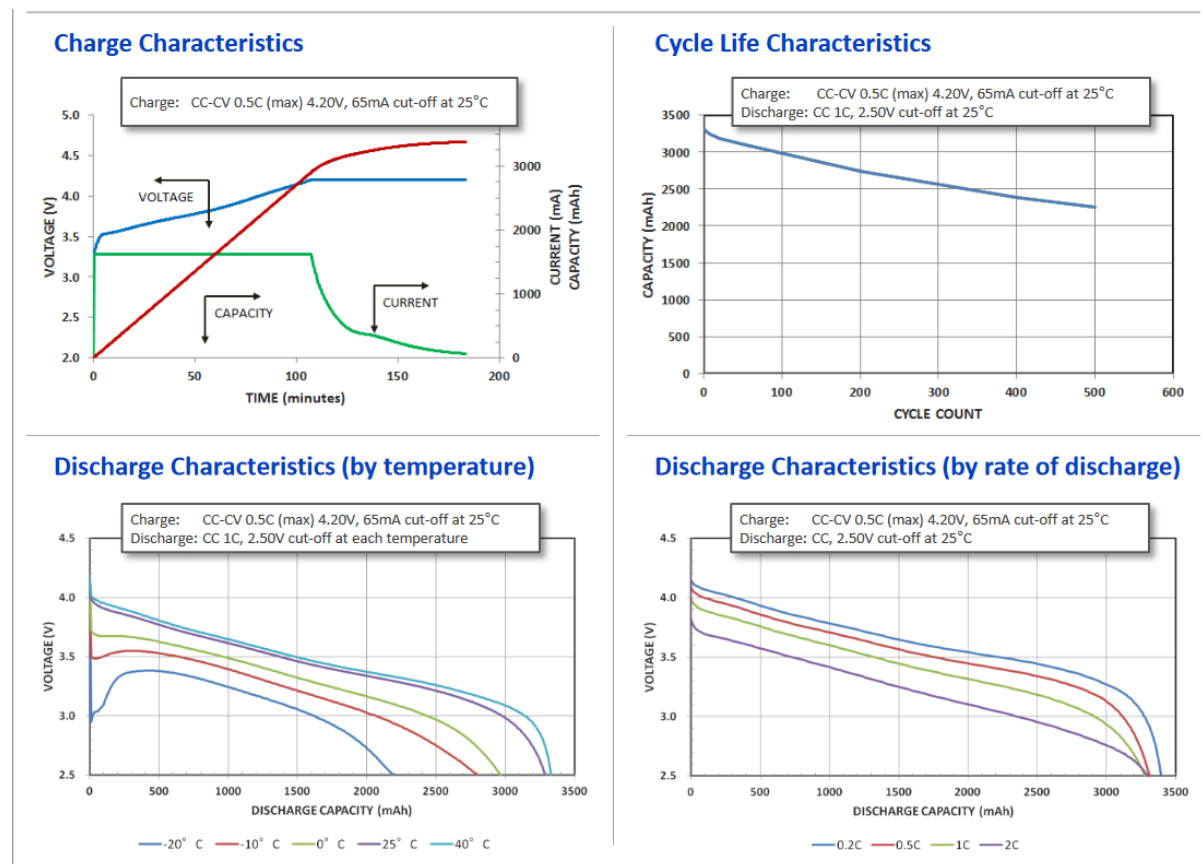 Charge Characteristics
Charge: CC-CV 0.5C (max) 4.20V, 65mA cut-off at 25°C
5.0
4.5
4.0
3.5
3.0
2.5
2.0
VOLTAGE (V)
VOLTAGE
CAPACITY
CURRENT
3000
2000
1000
0
CURRENT (mA)
CAPACITY (mAh)
0 50 100 150 200
TIME (minutes)
Cycle Life Characteristics
Charge: CC-CV 0.5C (max) 4.20V, 65mA cut-off at 25°C
Discharge: CC 1C, 2.50V cut-off at 25°C
3500
3000
2500
2000
1500
1000
500
0
CAPACITY (mAh)
0 100 200 300 400 500 600
CYCLE COUNT
Discharge Characteristics (by temperature)
Charge: CC-CV 0.5C (max) 4.20V, 65mA cut-off at 25°C
Discharge: CC 1C, 2.50V cut-off at each temperature
4.5
4.0
3.5
3.0
2.5
VOLTAGE (V)
0 500 1000 1500 2000 2500 3000 3500
DISCHARGE CAPACITY (mAh)
-20° C -10° C 0° C 25° C 40° C
Discharge Characteristics (by rate of discharge)
Charge: CC-CV 0.5C (max) 4.20V, 65mA cut-off at 25°C
Discharge: CC, 2.50V cut-off at 25°C
4.5
4.0
3.5
3.0
2.5
VOLTAGE (V)
0 500 1000 1500 2000 2500 3000 3500
DISCHARGE CAPACITY (mAh)
0.2C 0.5C 1C 2C